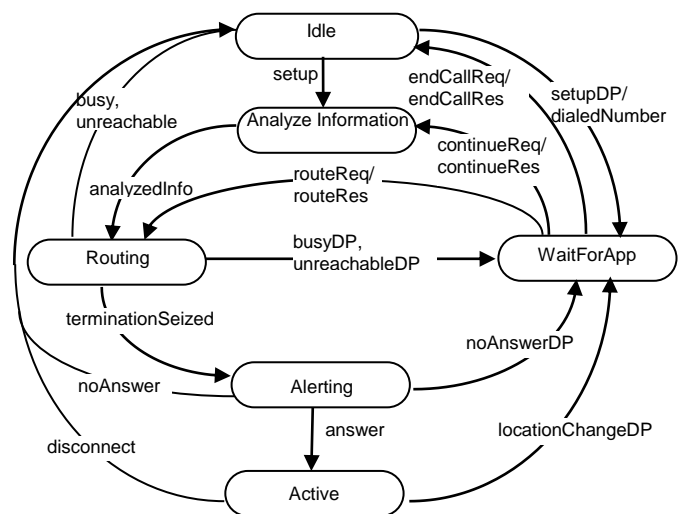 Idle
setup
endCallReq/
endCallRes
setupDP/
dialedNumber
busy,
unreachable
Analyze Information
continueReq/
continueRes
analyzedInfo
routeReq/
routeRes
Routing
busyDP,
unreachableDP
WaitForApp
terminationSeized
noAnswerDP
noAnswer
Alerting
answer
locationChangeDP
disconnect
Active